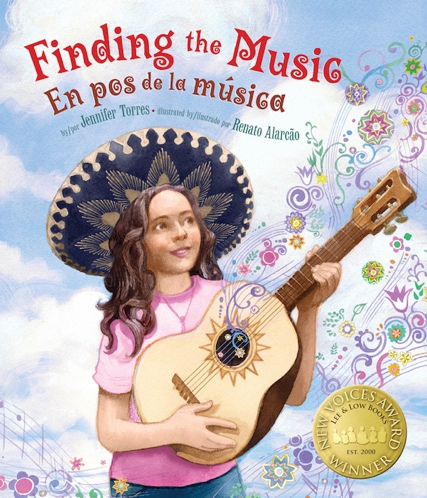 Finding the Music
En pos de la música
by/por Jennifer Torres • illustrated by/ilustrado por Renato Alarcão
NEW VOICES AWARD
LEE & LOW BOOKS
EST. 2000
WINNER